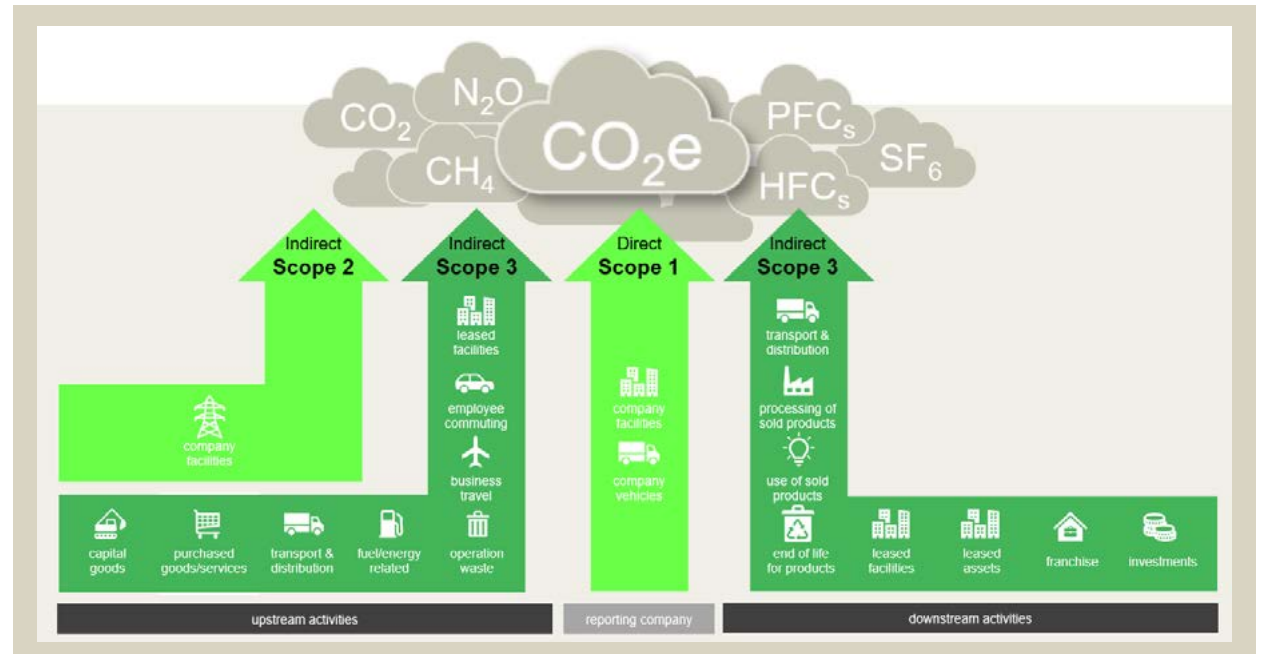 CO₂
N₂O
CH₄
CO₂e
PFCₛ
HFCₛ
SF₆
Indirect
Scope 2
company
facilities
Indirect
Scope 3
leased
facilities
employee
commuting
business
travel
capital
goods
purchased
goods/services
transport &
distribution
fuel/energy
related
operation
waste
Direct
Scope 1
company
facilities
company
vehicles
Indirect
Scope 3
transport &
distribution
processing of
sold products
use of sold
products
end of life
for products
leased
facilities
leased
assets
franchise
investments
upstream activities
reporting company
downstream activities